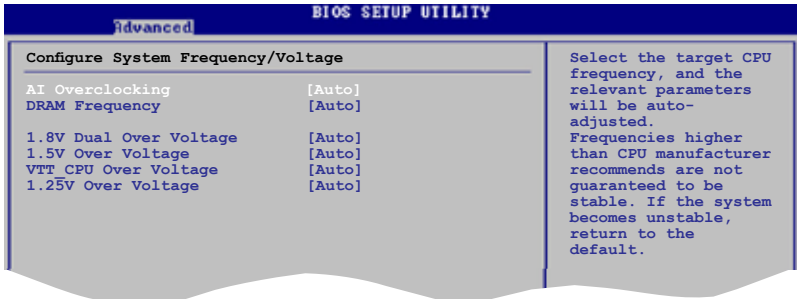 BIOS SETUP UTILITY
Advanced
Configure System Frequency/Voltage
AI Overclocking [Auto]
DRAM Frequency [Auto]
1.8V Dual Over Voltage [Auto]
1.5V Over Voltage [Auto]
VTT_CPU Over Voltage [Auto]
1.25V Over Voltage [Auto]
Select the target CPU
frequency, and the
relevant parameters
will be auto-
adjusted.
Frequencies higher
than CPU manufacturer
recommends are not
guaranteed to be
stable. If the system
becomes unstable,
return to the
default.